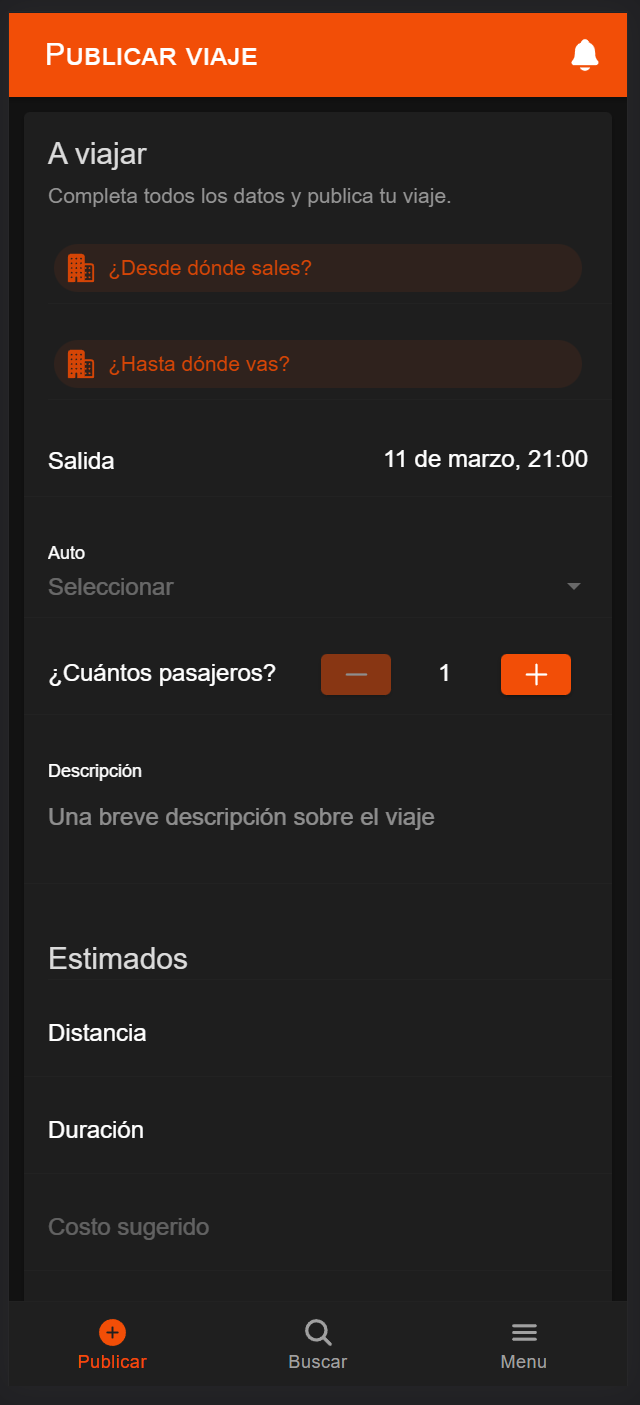 Publicar viaje
A viajar
Completa todos los datos y publica tu viaje.
¿Desde dónde sales?
¿Hasta dónde vas?
Salida 11 de marzo, 21:00
Auto
Seleccionar
¿Cuántos pasajeros? 1
Descripción
Una breve descripción sobre el viaje
Estimados
Distancia
Duración
Costo sugerido
Publicar Buscar Menu